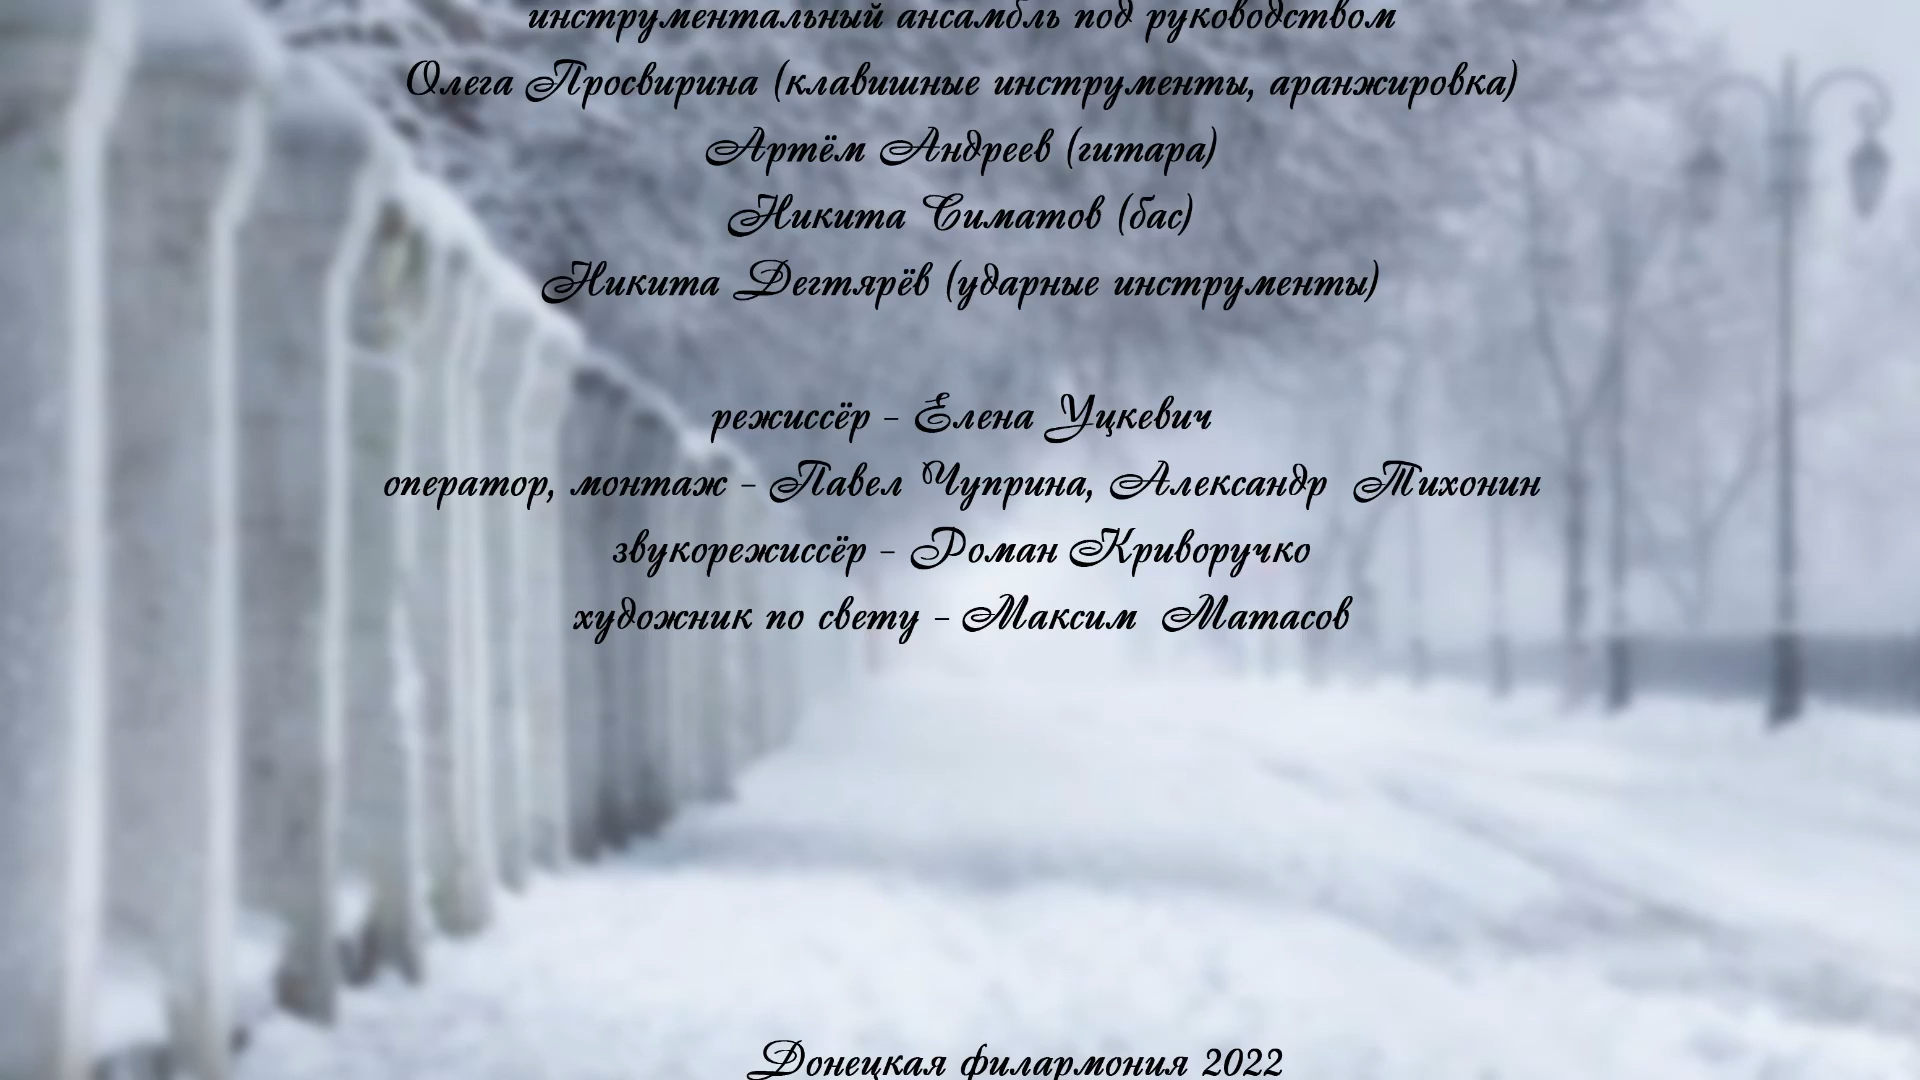 инструментальный ансамбль под руководством
Олега Просвирина (клавишные инструменты, аранжировка)
Артём Андреев (гитара)
Никита Симатов (бас)
Никита Дегтярёв (ударные инструменты)
режиссёр – Елена Уцкевич
оператор, монтаж – Павел Чуприна, Александр Тихонин
звукорежиссёр – Роман Криворучко
художник по свету – Максим Матасов
Донецкая филармония 2022